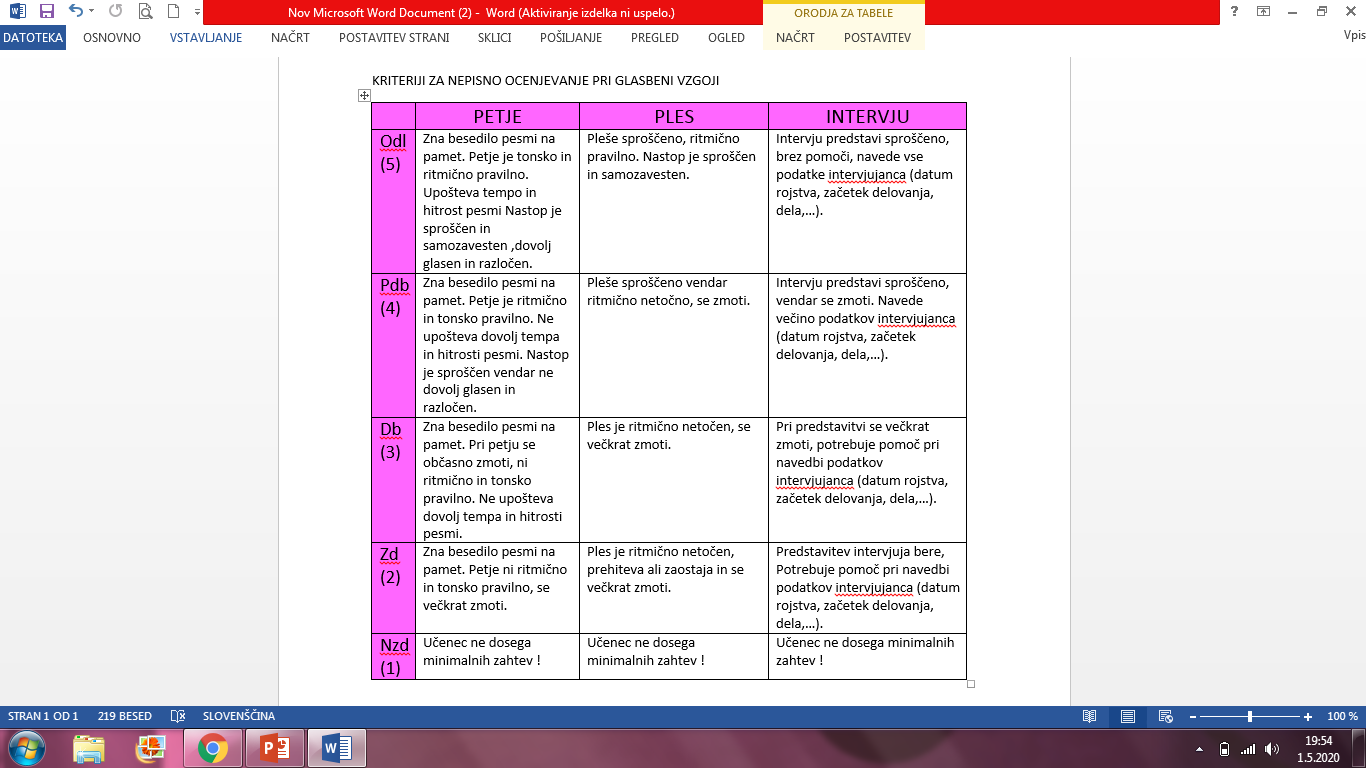 Nov Microsoft Word Document (2) - Word (Aktiviranje izdelka ni uspelo.)
ORODJA ZA TABELE
DATOTEKA OSNOVNO VSTAVLJANJE NAČRT POSTAVITEV STRANI SKLICI POŠILJANJE PREGLED OGLED NAČRT POSTAVITEV Vpis
KRITERIJI ZA NEPISNO OCENJEVANJE PRI GLASBENI VZGOJI
PETJE PLES INTERVJU
Odl
(5)
Zna besedilo pesmi na
pamet. Petje je tonsko in
ritmično pravilno.
Upošteva tempo in
hitrost pesmi Nastop je
sproščen in
samozavesten ,dovolj
glasen in razločen.
Pleše sproščeno, ritmično
pravilno. Nastop je sproščen
in samozavesten.
Intervju predstavi sproščeno,
brez pomoči, navede vse
podatke intervjujanca (datum
rojstva, začetek delovanja,
dela,...).
Pdb
(4)
Zna besedilo pesmi na
pamet. Petje je ritmično
in tonsko pravilno. Ne
upošteva dovolj tempa
in hitrosti pesmi. Nastop
je sproščen vendar ne
dovolj glasen in
razločen.
Pleše sproščeno vendar
ritmično netočno, se zmoti.
Intervju predstavi sproščeno,
vendar se zmoti. Navede
večino podatkov intervjujanca
(datum rojstva, začetek
delovanja, dela,...).
Db
(3)
Zna besedilo pesmi na
pamet. Pri petju se
občasno zmoti, ni
ritmično in tonsko
pravilno. Ne upošteva
dovolj tempa in hitrosti
pesmi.
Ples je ritmično netočen, se
večkrat zmoti.
Pri predstavitvi se večkrat
zmoti, potrebuje pomoč pri
navedbi podatkov
intervjujanca (datum rojstva,
začetek delovanja, dela,...).
Zd
(2)
Zna besedilo pesmi na
pamet. Petje ni ritmično
in tonsko pravilno, se
večkrat zmoti.
Ples je ritmično netočen,
prehiteva ali zaostaja in se
večkrat zmoti.
Predstavitev intervjuja bere,
Potrebuje pomoč pri navedbi
podatkov intervjujanca (datum
rojstva, začetek delovanja,
dela,...).
Nzd
(1)
Učenec ne dosega
minimalnih zahtev !
Učenec ne dosega
minimalnih zahtev !
Učenec ne dosega minimalnih
zahtev !
STRAN 1 OD 1 219 BESED SLOVENŠČINA 100 %
19:54
1.5.2020